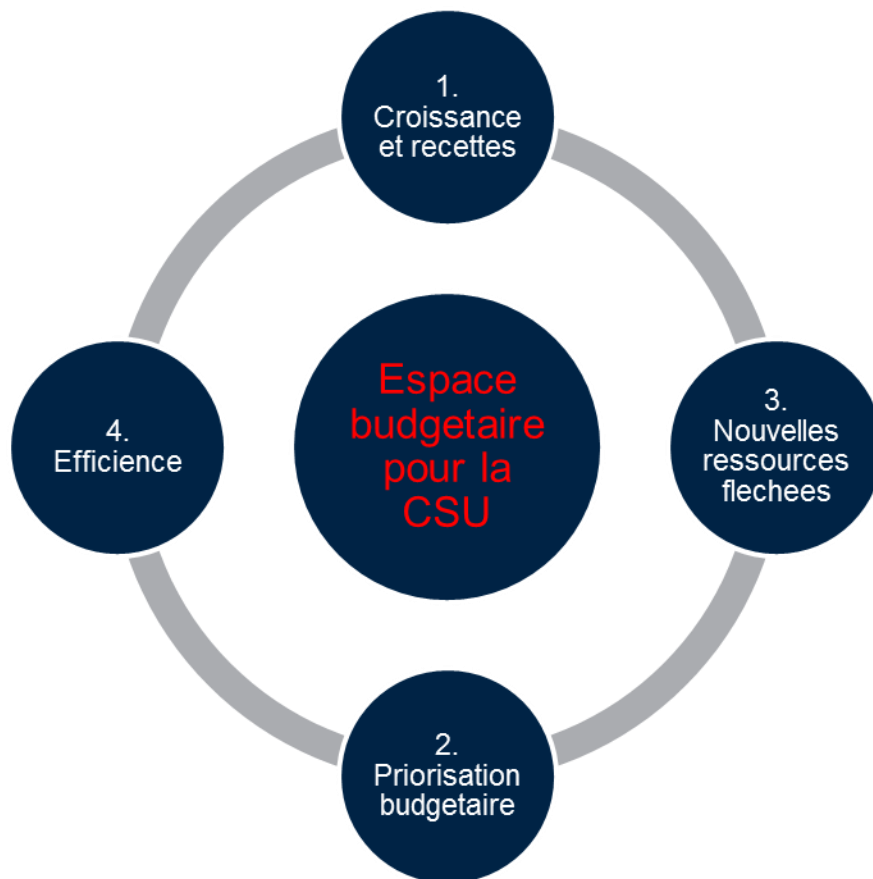 1.
Croissance
et recettes
4.
Efficience
Espace
budgetaire
pour la
CSU
3.
Nouvelles
ressources
flechees
2.
Priorisation
budgetaire